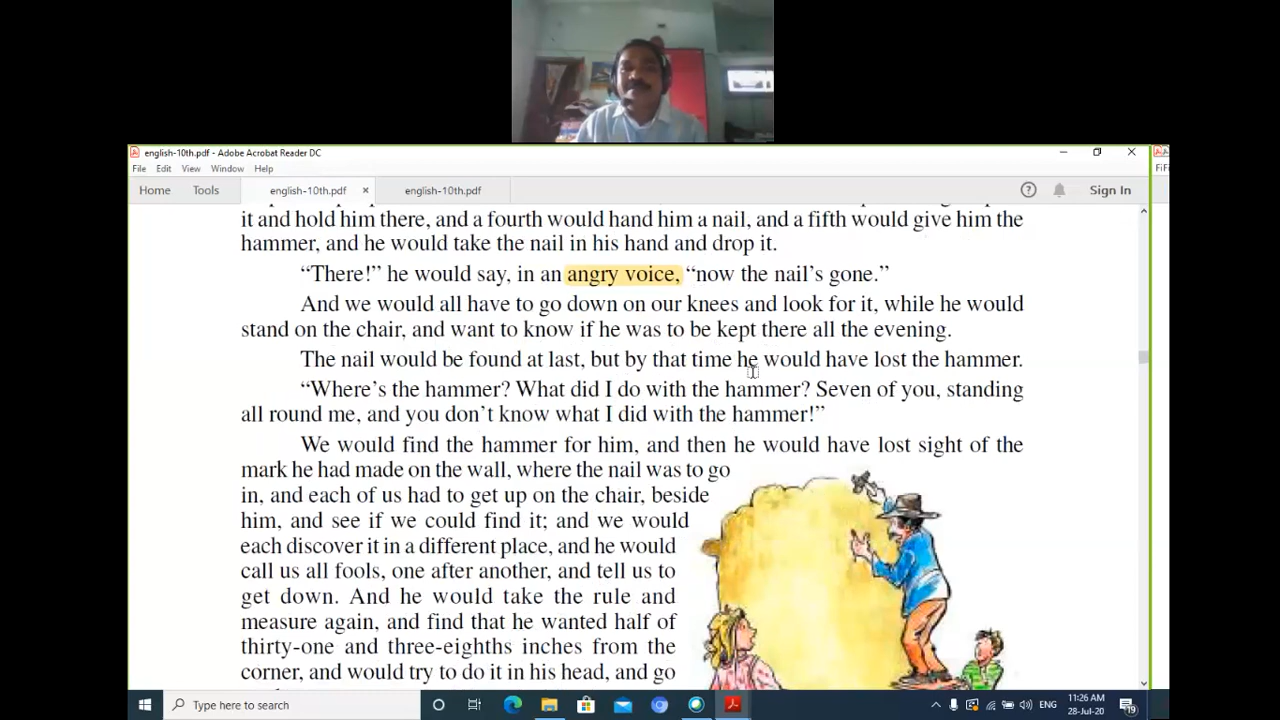 english-10th.pdf - Adobe Acrobat Reader DC
File Edit View Window Help
Home Tools english-10th.pdf × english-10th.pdf Sign In
FiFi
it and hold him there, and a fourth would hand him a nail, and a fifth would give him the
hammer, and he would take the nail in his hand and drop it.
“There!” he would say, in an angry voice, “now the nail’s gone.”
And we would all have to go down on our knees and look for it, while he would
stand on the chair, and want to know if he was to be kept there all the evening.
The nail would be found at last, but by that time he would have lost the hammer.
“Where’s the hammer? What did I do with the hammer? Seven of you, standing
all round me, and you don’t know what I did with the hammer!”
We would find the hammer for him, and then he would have lost sight of the
mark he had made on the wall, where the nail was to go
in, and each of us had to get up on the chair, beside
him, and see if we could find it; and we would
each discover it in a different place, and he would
call us all fools, one after another, and tell us to
get down. And he would take the rule and
measure again, and find that he wanted half of
thirty-one and three-eighths inches from the
corner, and would try to do it in his head, and go
Type here to search
ENG
11:26 AM
28-Jul-20
19